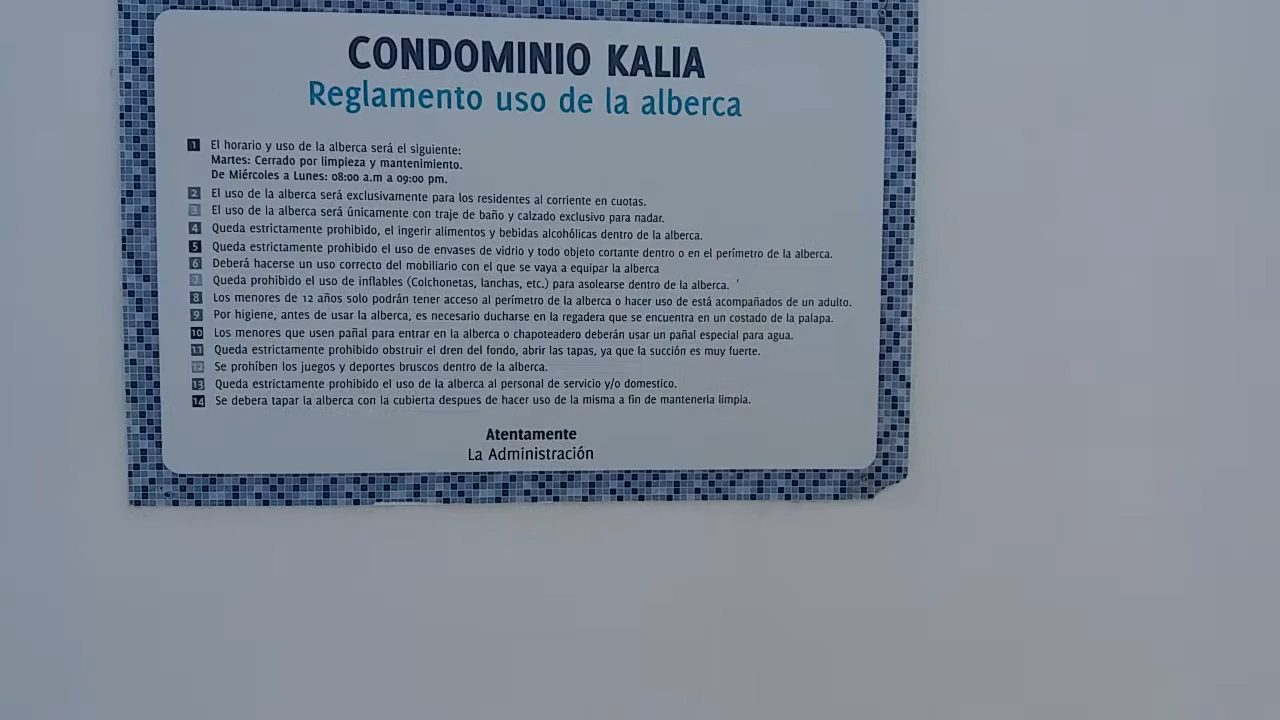 CONDOMINIO KALIA
Reglamento uso de la alberca
1 El horario y uso de la alberca será el siguiente:
Martes: Cerrado por limpieza y mantenimiento.
De Miércoles a Lunes: 08:00 a.m a 09:00 pm.
2 El uso de la alberca será exclusivamente para los residentes al corriente en cuotas.
3 El uso de la alberca será únicamente con traje de baño y calzado exclusivo para nadar.
4 Queda estrictamente prohibido, el ingerir alimentos y bebidas alcohólicas dentro de la alberca.
5 Queda estrictamente prohibido el uso de envases de vidrio y todo objeto cortante dentro o en el perímetro de la alberca.
6 Deberá hacerse un uso correcto del mobiliario con el que se vaya a equipar la alberca
7 Queda prohibido el uso de inflables (Colchonetas, lanchas, etc.) para asolearse dentro de la alberca.
8 Los menores de 12 años solo podrán tener acceso al perímetro de la alberca o hacer uso de está acompañados de un adulto.
9 Por higiene, antes de usar la alberca, es necesario ducharse en la regadera que se encuentra en un costado de la palapa.
10 Los menores que usen pañal para entrar en la alberca o chapoteadero deberán usar un pañal especial para agua.
11 Queda estrictamente prohibido obstruir el dren del fondo, abrir las tapas, ya que la succión es muy fuerte.
12 Se prohíben los juegos y deportes bruscos dentro de la alberca.
13 Queda estrictamente prohibido el uso de la alberca al personal de servicio y/o domestico.
14 Se debera tapar la alberca con la cubierta despues de hacer uso de la misma a fin de mantenerla limpia.
Atentamente
La Administración